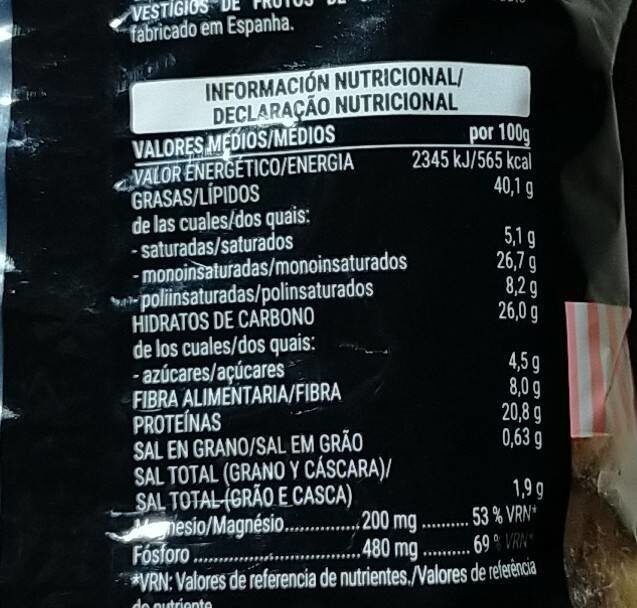 VESTIGIOS DE
fabricado em Espanha.
INFORMACIÓN NUTRICIONAL/
DECLARAÇÃO NUTRICIONAL
VALORES MEDIOS/MÉDIOS por 100g
VALOR ENERGÉTICO/ENERGIA 2345 kJ/565 kcal
GRASAS/LÍPIDOS 40,1 g
de las cuales/dos quais:
- saturadas/saturados 5,1 g
- monoinsaturadas/monoinsaturados 26,7 g
- poliinsaturadas/polinsaturados 8,2 g
HIDRATOS DE CARBONO 26,0 g
de los cuales/dos quais:
- azúcares/açúcares 4,5 g
FIBRA ALIMENTARIA/FIBRA 8,0 g
PROTEÍNAS 20,8 g
SAL EN GRANO/SAL EM GRÃO 0,63 g
SAL TOTAL (GRANO Y CÁSCARA)/
SAL TOTAL (GRÃO E CASCA) 1,9 g
Magnesio/Magnésio.............. 200 mg .......... 53 % VRN*
Fósforo .................................480 mg .......... 69 % VRN*
*VRN: Valores de referencia de nutrientes./Valores de referência
do nutriente